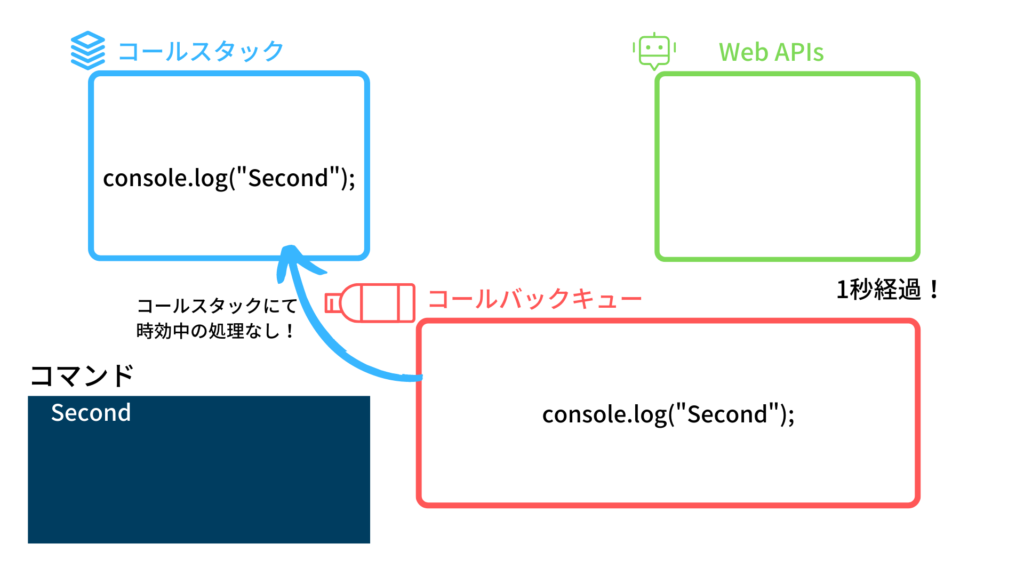 コールスタック
Web APIs
console.log("Second");
1秒経過！
コールスタックにて
時効中の処理なし！
コールバックキュー
console.log("Second");
コマンド
Second